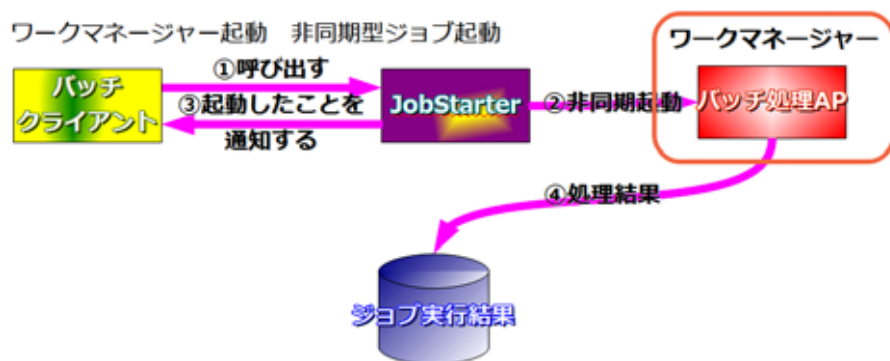 ワークマネージャー起動　非同期型ジョブ起動
ワークマネージャー
①呼び出す
バッチ
クライアント
③起動したことを
通知する
JobStarter
②非同期起動
バッチ処理AP
④処理結果
ジョブ実行結果